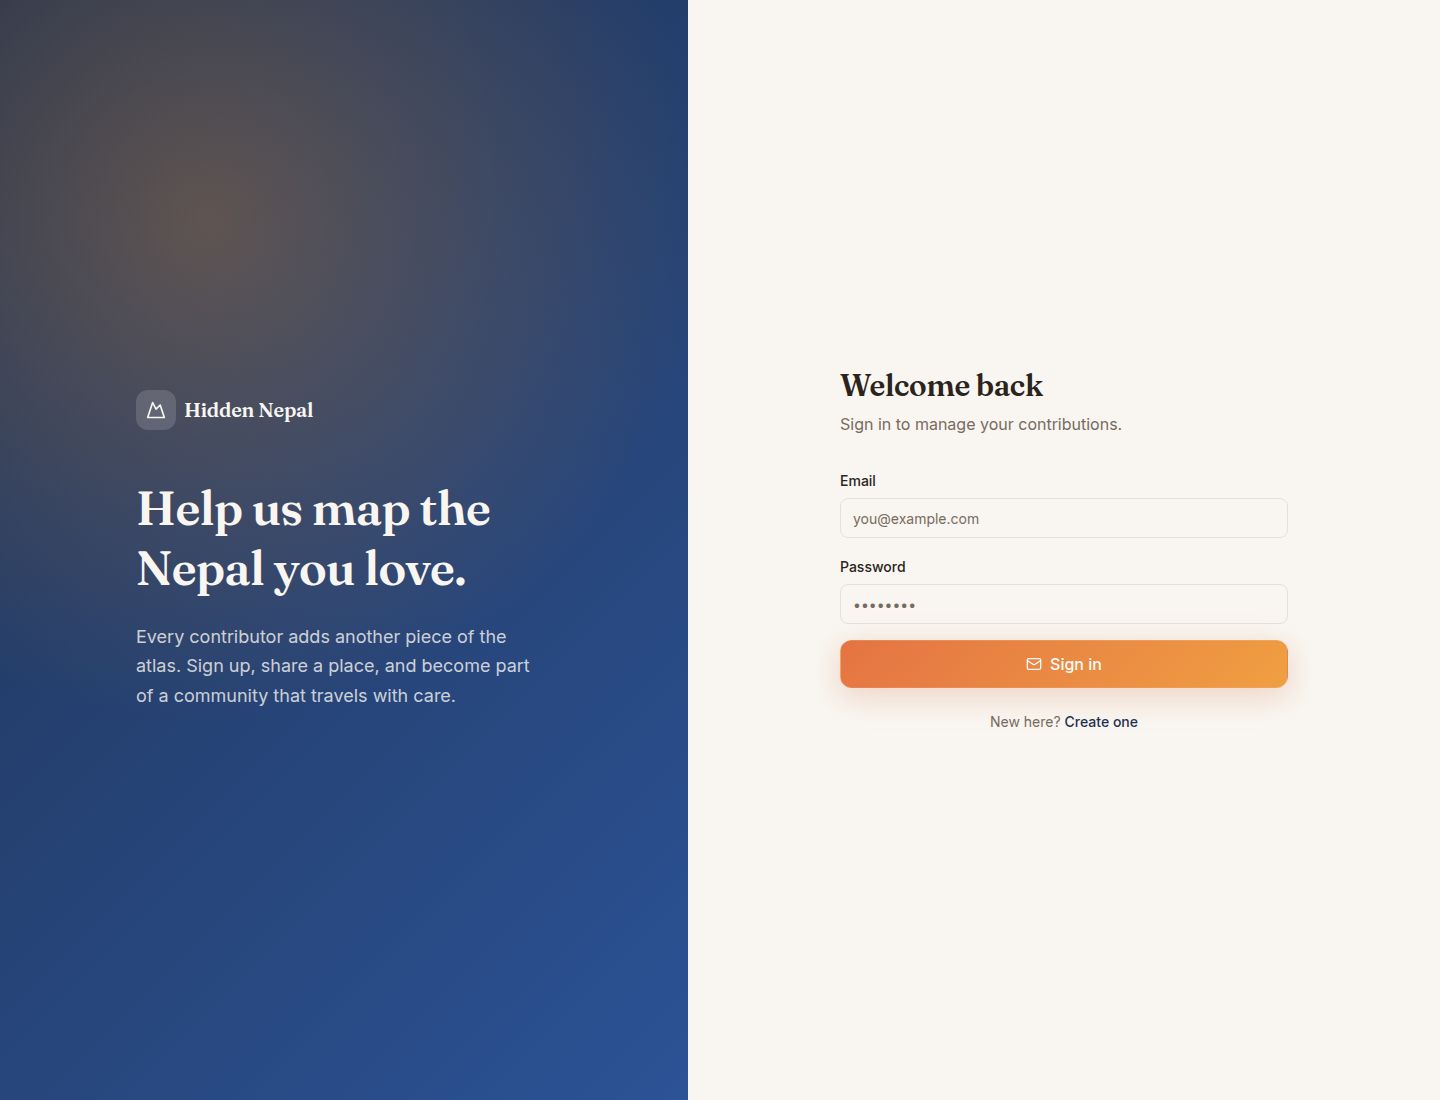 Hidden Nepal
Help us map the
Nepal you love.
Every contributor adds another piece of the
atlas. Sign up, share a place, and become part
of a community that travels with care.
Welcome back
Sign in to manage your contributions.
Email
you@example.com
Password
••••••••
Sign in
New here? Create one